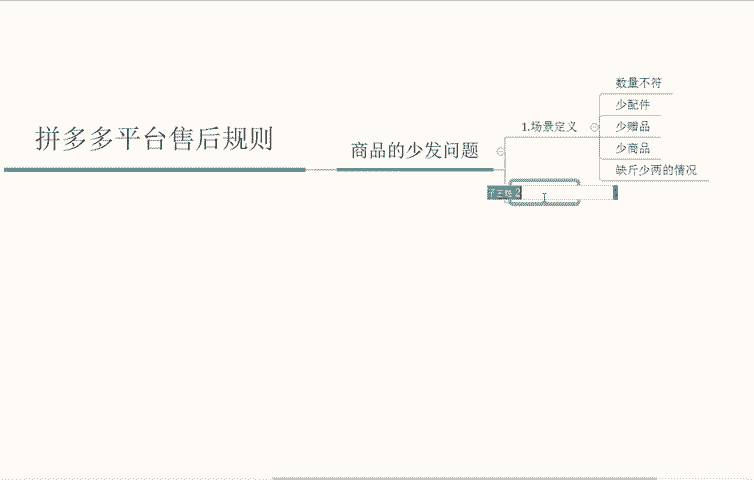 拼多多平台售后规则
商品的少发问题
1.场景定义
数量不符
少配件
少赠品
少商品
缺斤少两的情况
子主题 2